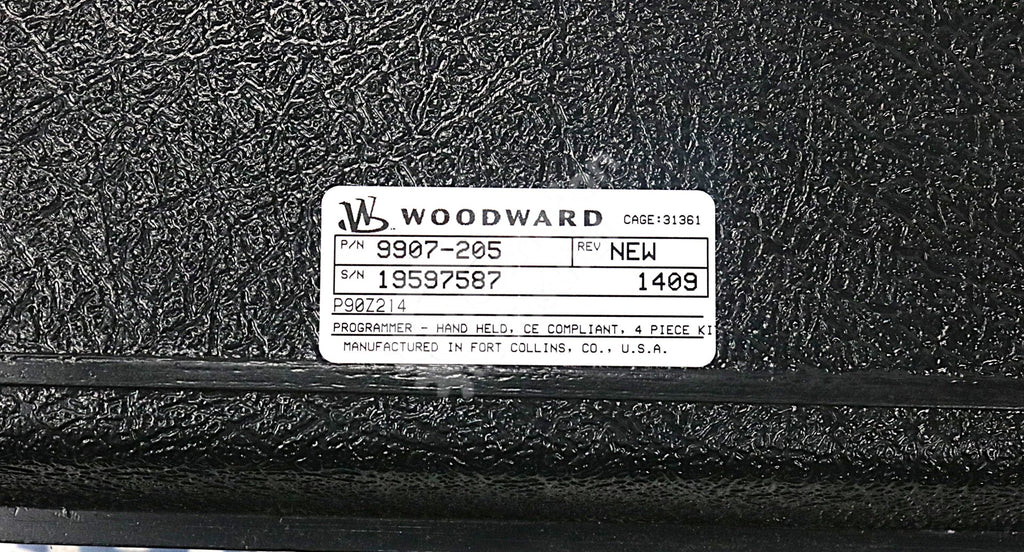 WOODWARD CAGE:31361
P/N 9907-205 REV NEW
S/N 19597587 1409
P90Z214
PROGRAMMER - HAND HELD, CE COMPLIANT, 4 PIECE KI
MANUFACTURED IN FORT COLLINS, CO., U.S.A.